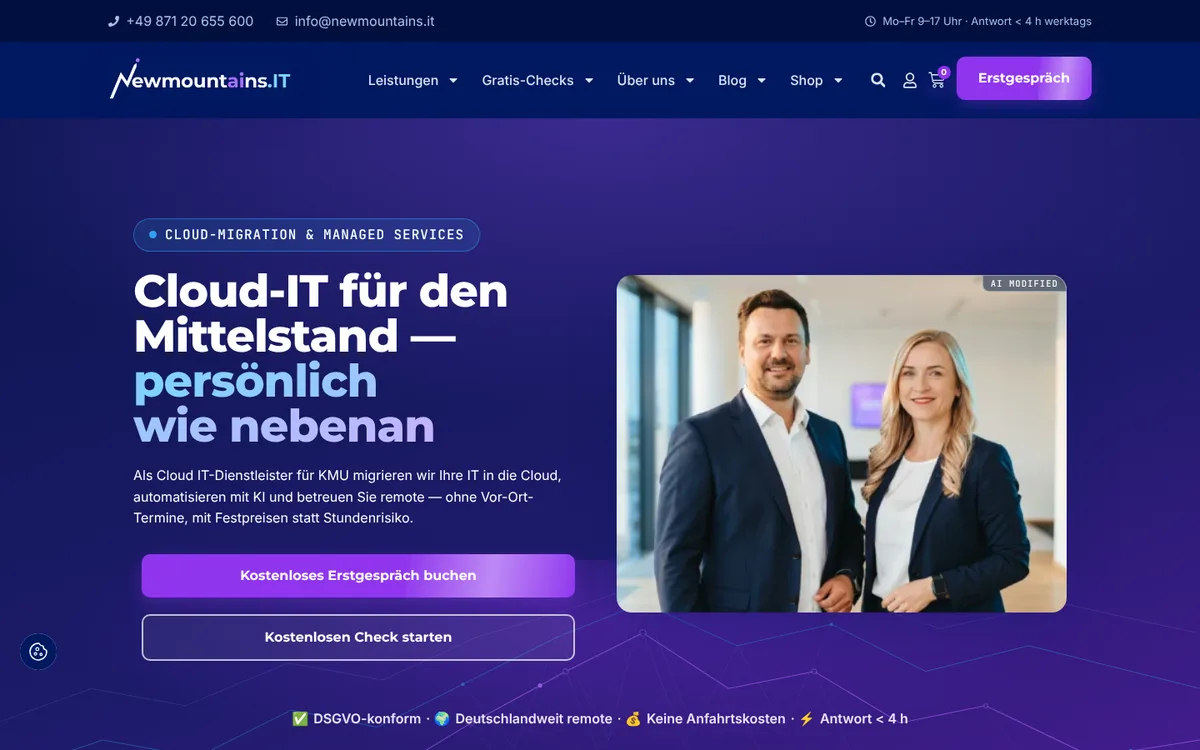 +49 871 20 655 600
info@newmountains.it
Mo–Fr 9–17 Uhr · Antwort < 4 h werktags
Newmountains.IT
Leistungen
Gratis-Checks
Über uns
Blog
Shop
0
Erstgespräch
CLOUD-MIGRATION & MANAGED SERVICES
Cloud-IT für den
Mittelstand —
persönlich
wie nebenan
AI MODIFIED
Als Cloud IT-Dienstleister für KMU migrieren wir Ihre IT in die Cloud,
automatisieren mit KI und betreuen Sie remote — ohne Vor-Ort-
Termine, mit Festpreisen statt Stundenrisiko.
Kostenloses Erstgespräch buchen
Kostenlosen Check starten
✅ DSGVO-konform · 🌍 Deutschlandweit remote · 💰 Keine Anfahrtskosten · ⚡ Antwort < 4 h